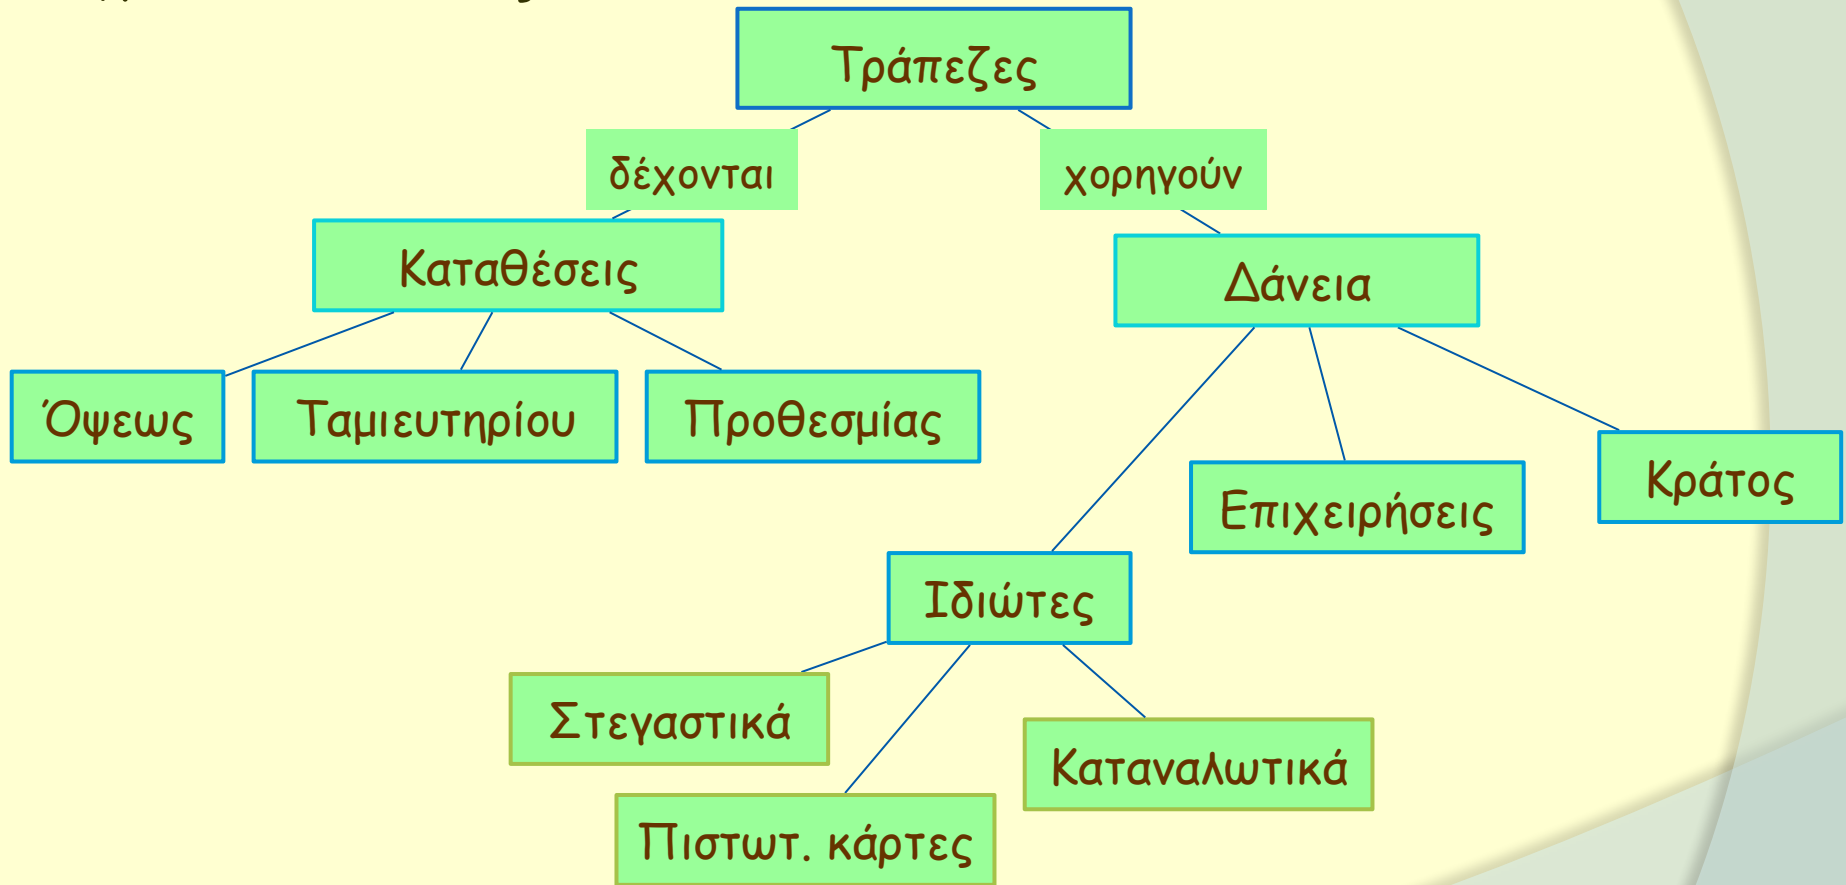 Τράπεζες
δέχονται
χορηγούν
Καταθέσεις
Δάνεια
Όψεως
Ταμιευτηρίου
Προθεσμίας
Κράτος
Επιχειρήσεις
Ιδιώτες
Στεγαστικά
Καταναλωτικά
Πιστωτ. κάρτες